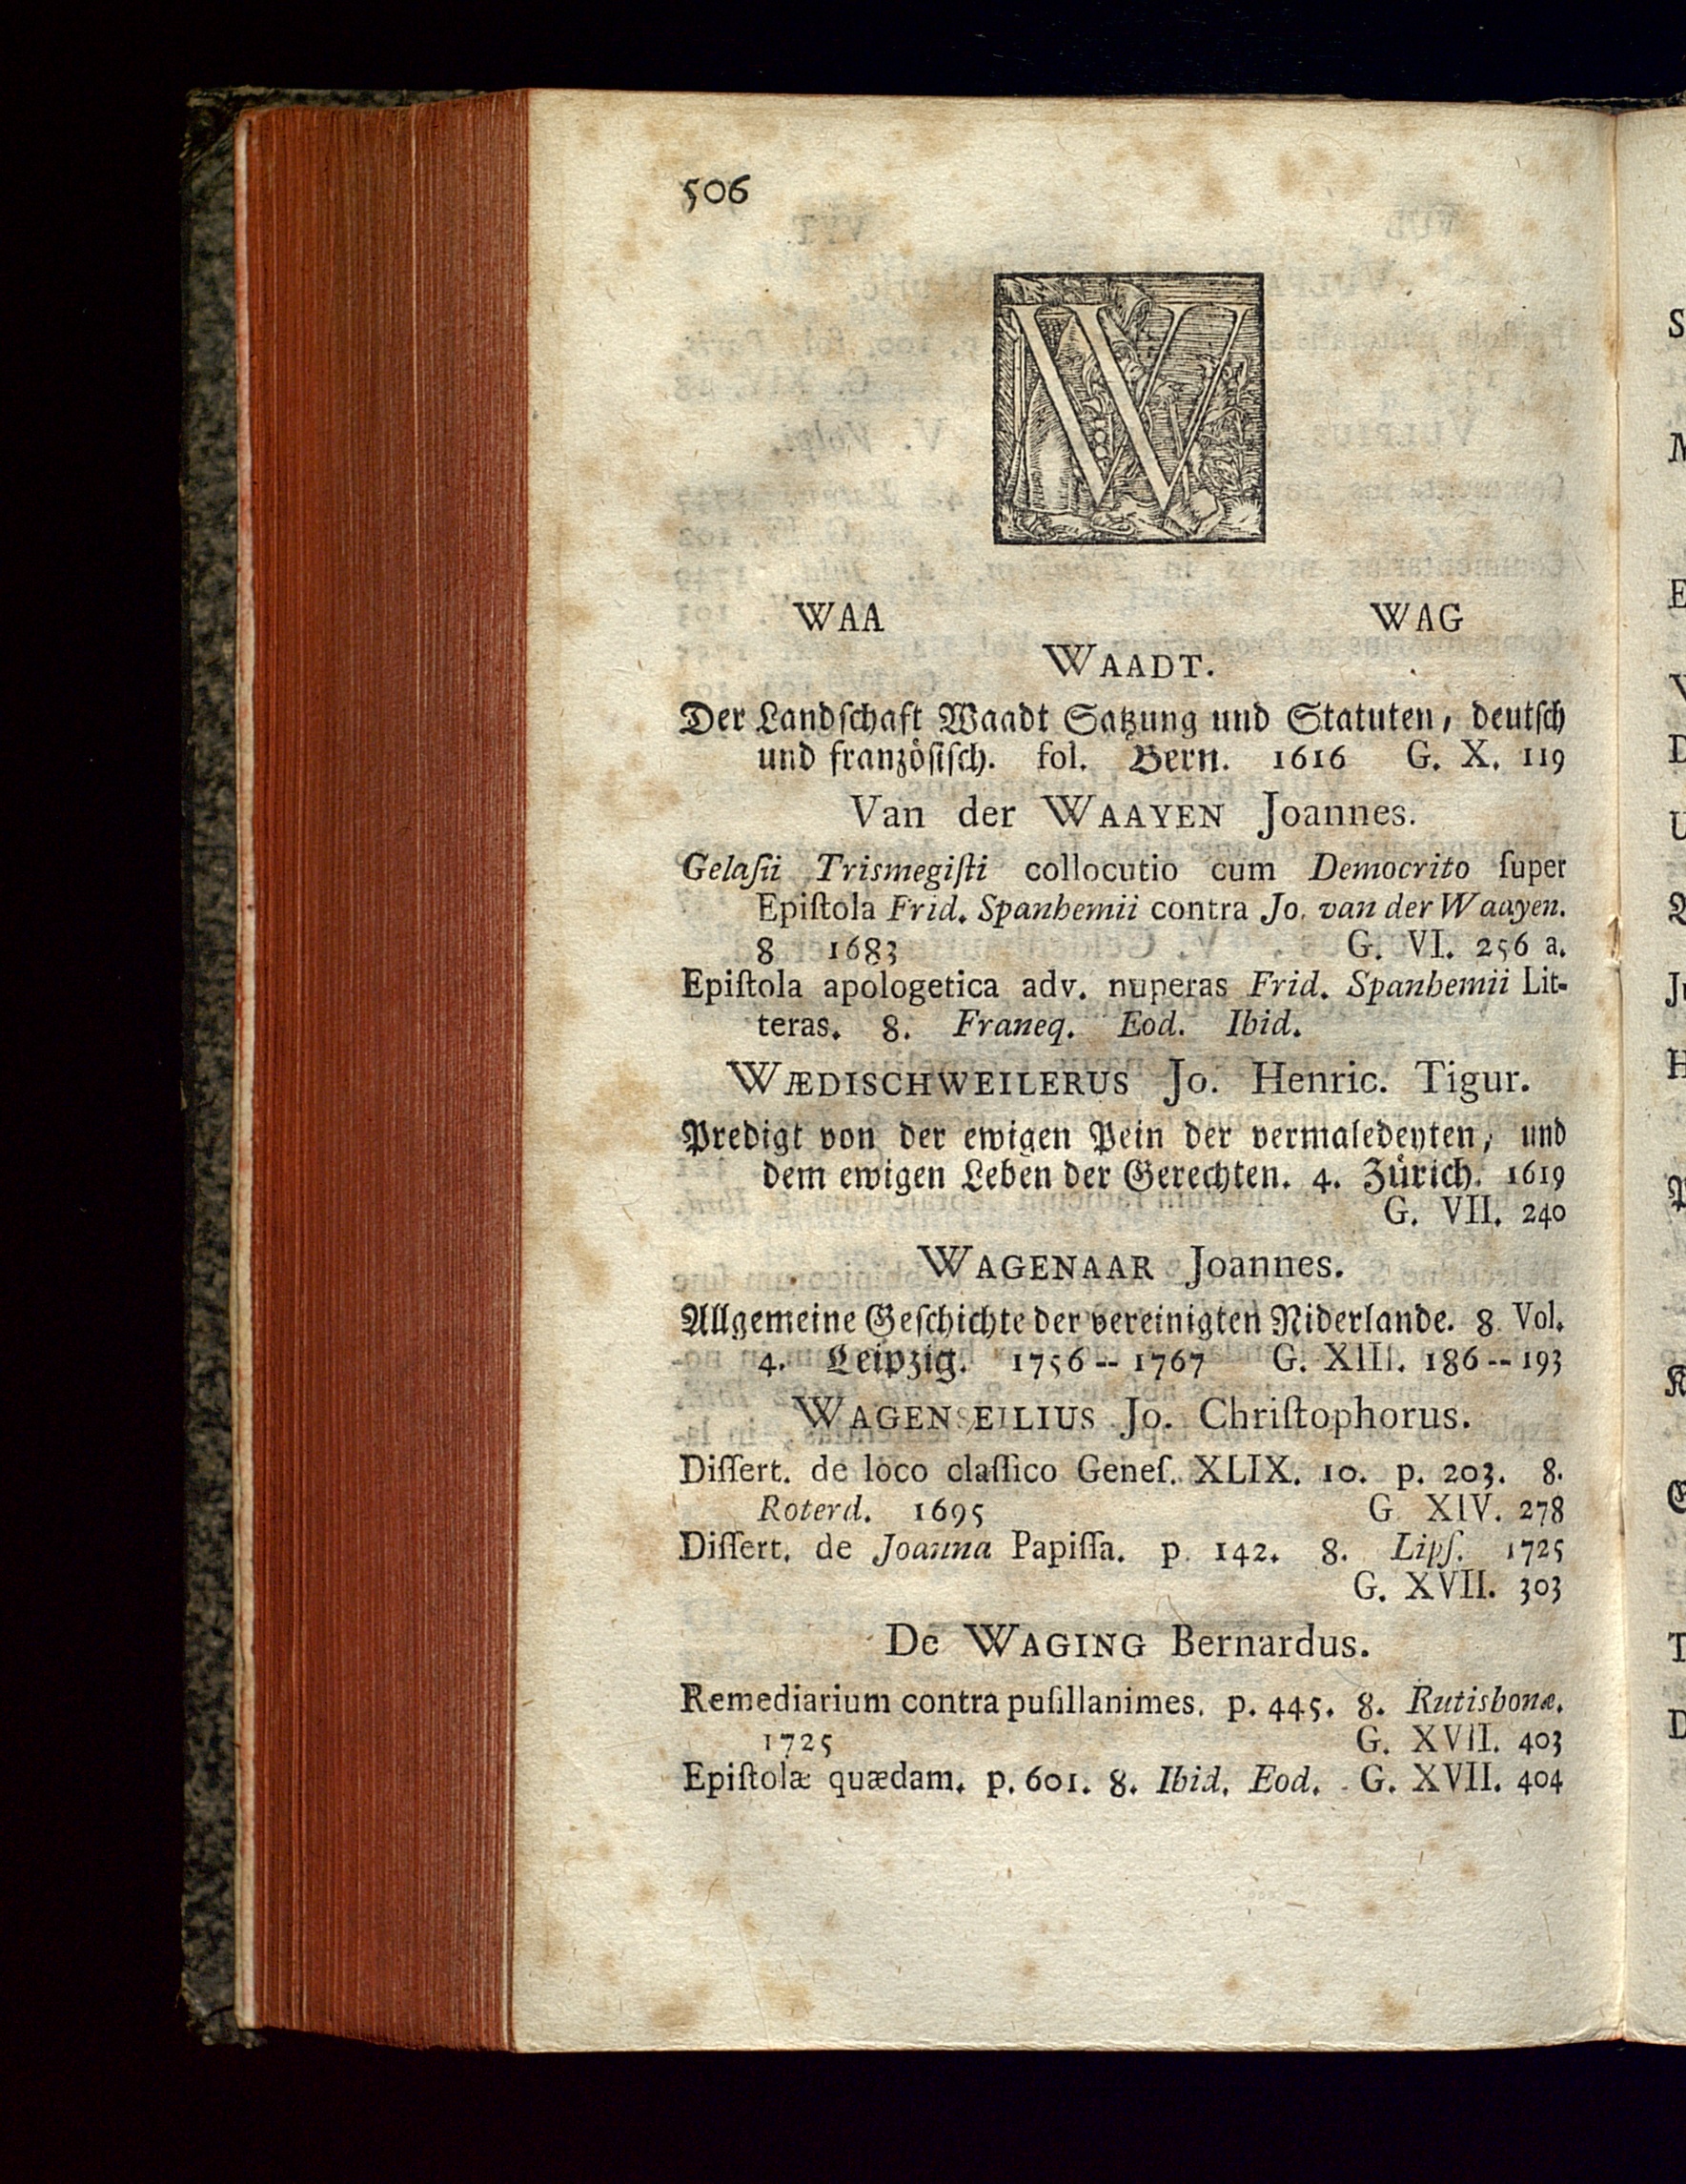 506
W
WAA WAG
WAADT.
Der Landſchaft Waadt Satzung und Statuten, deutſch
und franzöſiſch. fol. Bern. 1616 G. X. 119
Van der WAAYEN Joannes.
Gelaſii Trismegiſti collocutio cum Democrito ſuper
Epiſtola Frid. Spanhemii contra Jo. van der Waayen.
8 1683 G. VI. 256 a.
Epiſtola apologetica adv. nuperas Frid. Spanhemii Lit-
teras. 8. Franeq. Eod. Ibid.
WÆDISCHWEILERUS Jo. Henric. Tigur.
Predigt von der ewigen Pein der vermaledeyten, und
dem ewigen Leben der Gerechten. 4. Zürich. 1619
G. VII. 240
WAGENAAR Joannes.
Allgemeine Geſchichte der vereinigten Niderlande. 8 Vol.
4. Leipzig. 1756--1767 G. XIII. 186--193
WAGENSEILIUS Jo. Chriſtophorus.
Diſſert. de loco claſſico Geneſ. XLIX. 10. p. 203. 8.
Roterd. 1695 G XIV. 278
Diſſert. de Joanna Papiſſa. p. 142. 8. Lipſ. 1725
G. XVII. 303
De WAGING Bernardus.
Remediarium contra puſillanimes. p. 445. 8. Rutisbonæ.
1725 G. XVII. 403
Epiſtolæ quædam. p. 601. 8. Ibid. Eod. G. XVII. 404